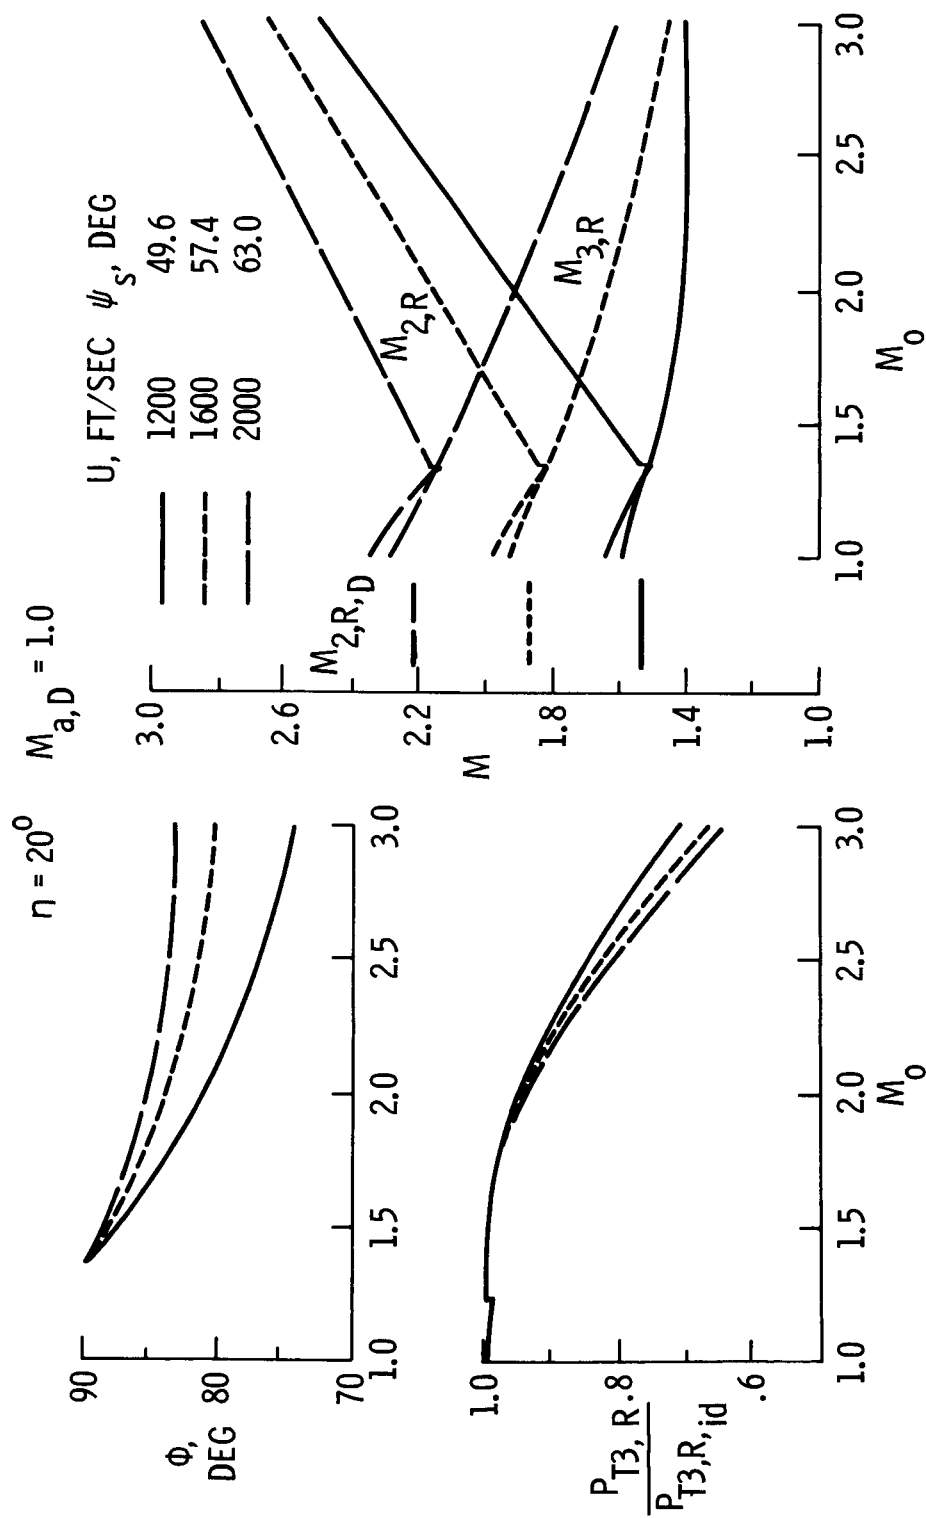 η = 20° M_a,D = 1.0
U, FT/SEC ψ_s, DEG
1200 49.6
1600 57.4
2000 63.0
90
80
70
Φ,
DEG
1.0 1.5 2.0 2.5 3.0
1.0
.8
.6
P_T3,R
P_T3,R,id
1.0 1.5 2.0 2.5 3.0
M_o
3.0
2.6
2.2
1.8
1.4
1.0
M
M_2,R,D
M_2,R
M_3,R
1.0 1.5 2.0 2.5 3.0
M_o